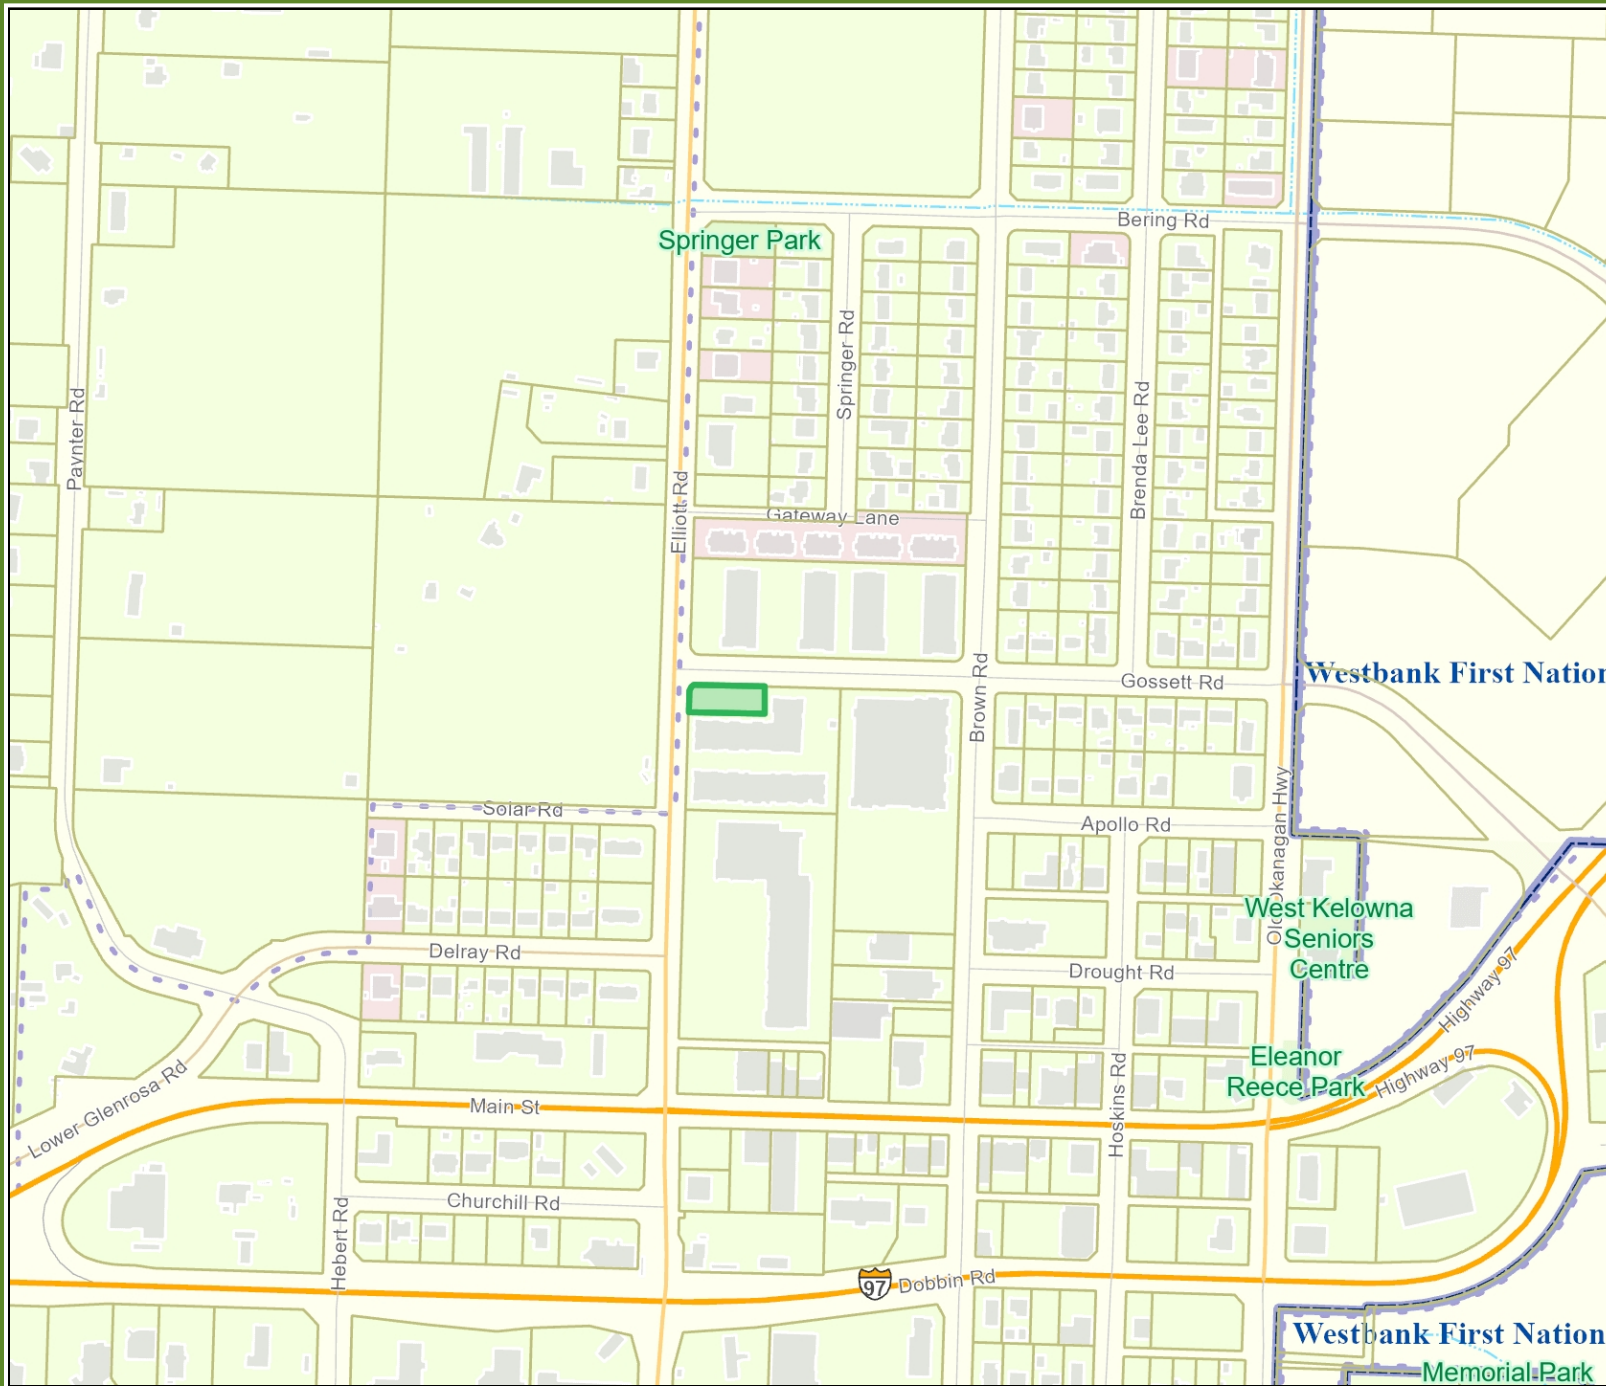 Bering Rd
Springer Park
Springer Rd
Paynter Rd
Brenda Lee Rd
Elliott Rd
Gateway Lane
Westbank First Nation
Gossett Rd
Brown Rd
Solar Rd
Apollo Rd
Old Okanagan Hwy
West Kelowna
Seniors
Centre
Delray Rd
Drought Rd
Highway 97
Eleanor
Reece Park
Highway 97
Lower Glenrosa Rd
Main St
Hoskins Rd
Churchill Rd
Hebert Rd
97
Dobbin Rd
Westbank First Nation
Memorial Park